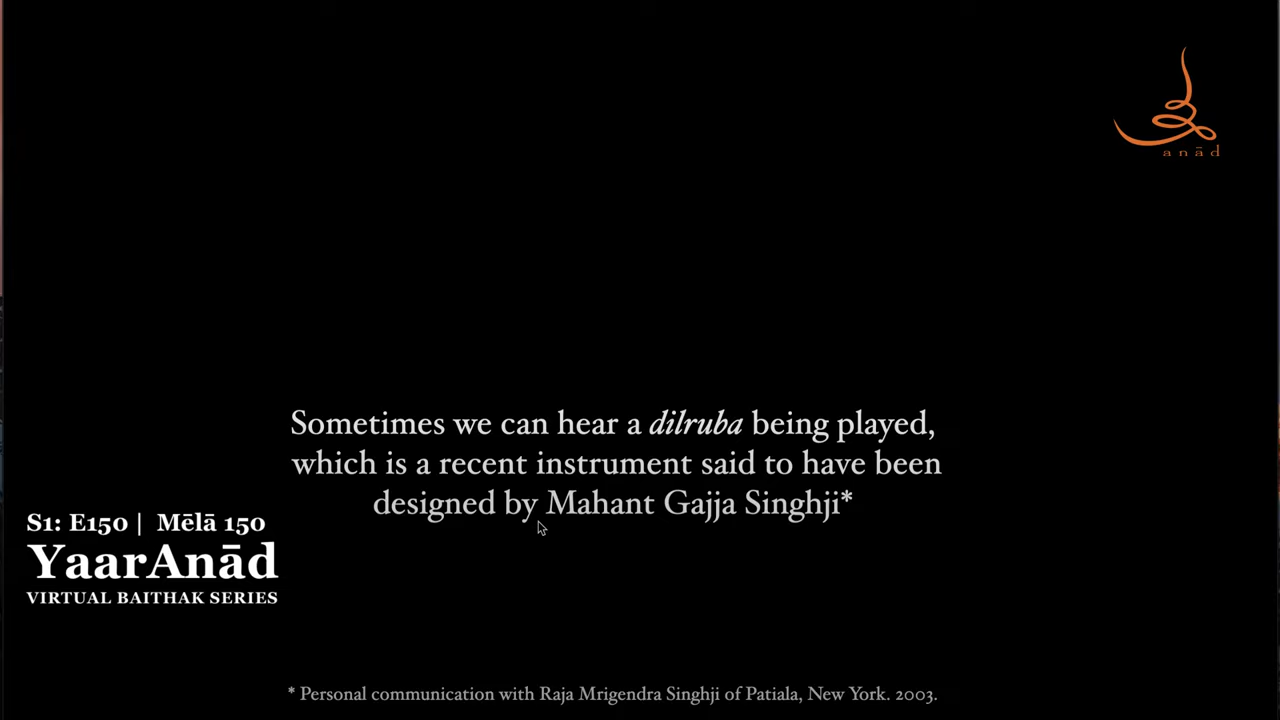 anād
Sometimes we can hear a dilruba being played,
which is a recent instrument said to have been
designed by Mahant Gajja Singhji*
S1: E150 | Mēlā 150
YaarAnād
VIRTUAL BAITHAK SERIES
* Personal communication with Raja Mrigendra Singhji of Patiala, New York. 2003.